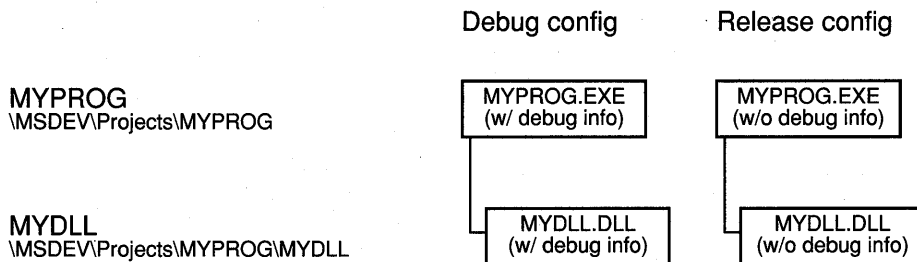 Debug config Release config
MYPROG MYPROG.EXE MYPROG.EXE
\MSDEV\Projects\MYPROG (w/ debug info) (w/o debug info)
MYDLL MYDLL.DLL MYDLL.DLL
\MSDEV\Projects\MYPROG\MYDLL (w/ debug info) (w/o debug info)